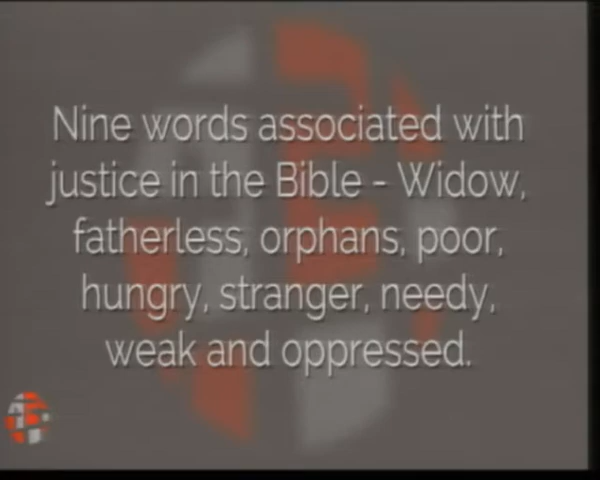 Nine words associated with
justice in the Bible - Widow,
fatherless, orphans, poor,
hungry, stranger, needy,
weak and oppressed.